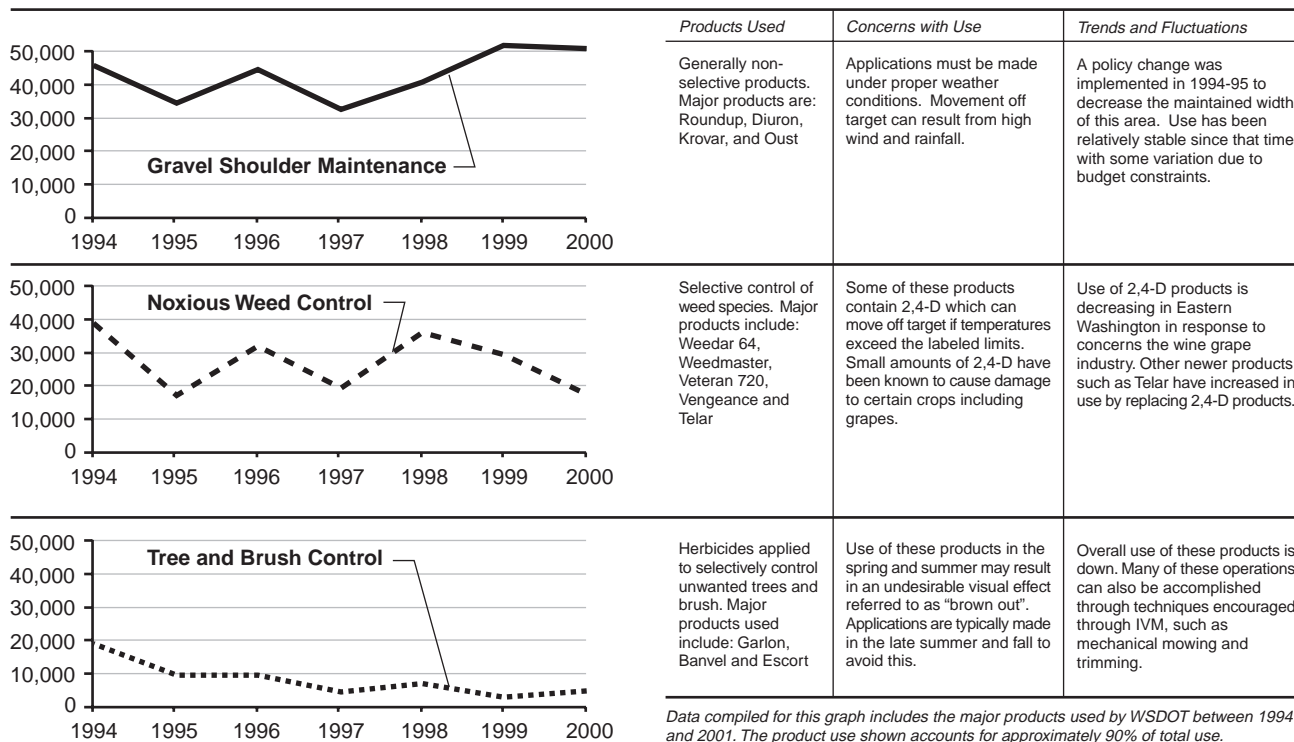 Products Used
Concerns with Use
Trends and Fluctuations
50,000
40,000
30,000
20,000
10,000
0
1994 1995 1996 1997 1998 1999 2000
Gravel Shoulder Maintenance
Generally non-
selective products.
Major products are:
Roundup, Diuron,
Krovar, and Oust
Applications must be made
under proper weather
conditions. Movement off
target can result from high
wind and rainfall.
A policy change was
implemented in 1994-95 to
decrease the maintained width
of this area. Use has been
relatively stable since that time
with some variation due to
budget constraints.
50,000
40,000
30,000
20,000
10,000
0
1994 1995 1996 1997 1998 1999 2000
Noxious Weed Control
Selective control of
weed species. Major
products include:
Weedar 64,
Weedmaster,
Veteran 720,
Vengeance and
Telar
Some of these products
contain 2,4-D which can
move off target if temperatures
exceed the labeled limits.
Small amounts of 2,4-D have
been known to cause damage
to certain crops including
grapes.
Use of 2,4-D products is
decreasing in Eastern
Washington in response to
concerns the wine grape
industry. Other newer products
such as Telar have increased in
use by replacing 2,4-D products.
50,000
40,000
30,000
20,000
10,000
0
1994 1995 1996 1997 1998 1999 2000
Tree and Brush Control
Herbicides applied
to selectively control
unwanted trees and
brush. Major
products used
include: Garlon,
Banvel and Escort
Use of these products in the
spring and summer may result
in an undesirable visual effect
referred to as “brown out”.
Applications are typically made
in the late summer and fall to
avoid this.
Overall use of these products is
down. Many of these operations
can also be accomplished
through techniques encouraged
through IVM, such as
mechanical mowing and
trimming.
Data compiled for this graph includes the major products used by WSDOT between 1994
and 2001. The product use shown accounts for approximately 90% of total use.